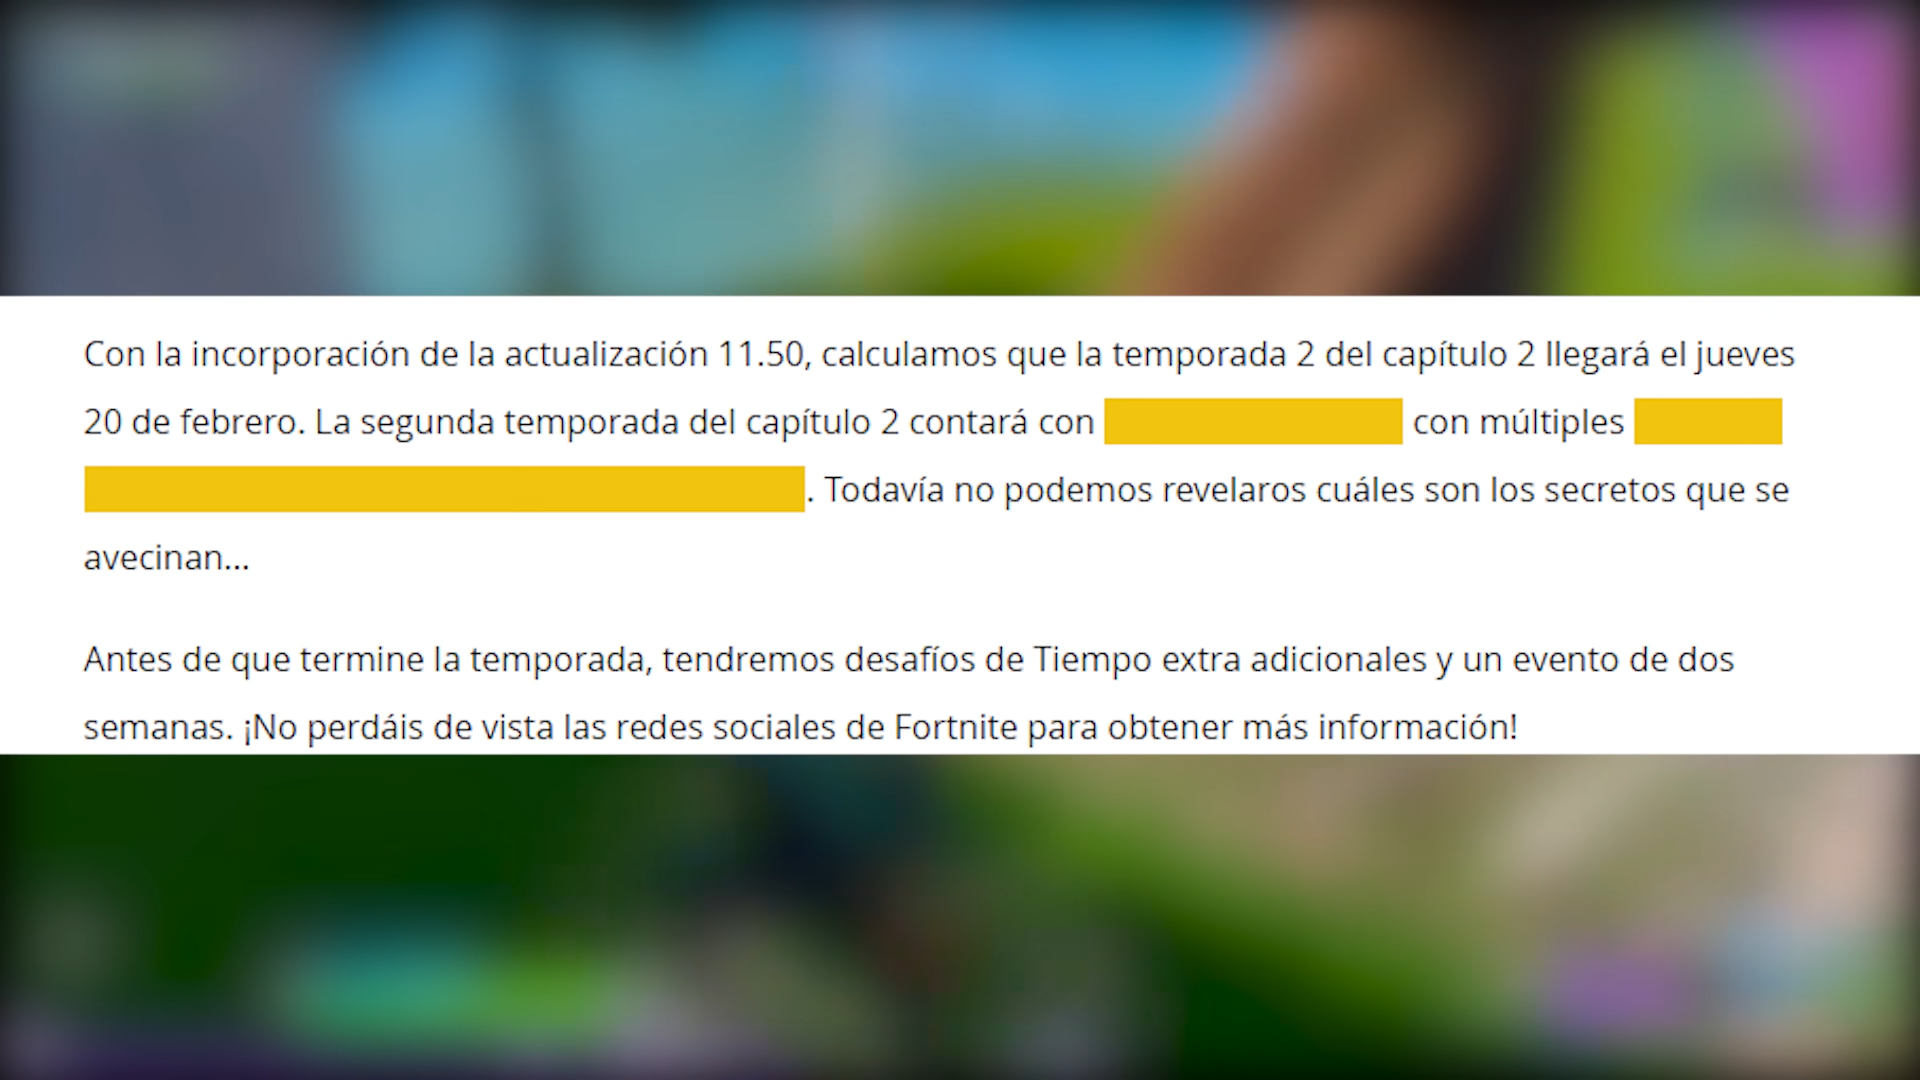 Con la incorporación de la actualización 11.50, calculamos que la temporada 2 del capítulo 2 llegará el jueves
20 de febrero. La segunda temporada del capítulo 2 contará con con múltiples
. Todavía no podemos revelaros cuáles son los secretos que se
avecinan...
Antes de que termine la temporada, tendremos desafíos de Tiempo extra adicionales y un evento de dos
semanas. ¡No perdáis de vista las redes sociales de Fortnite para obtener más información!